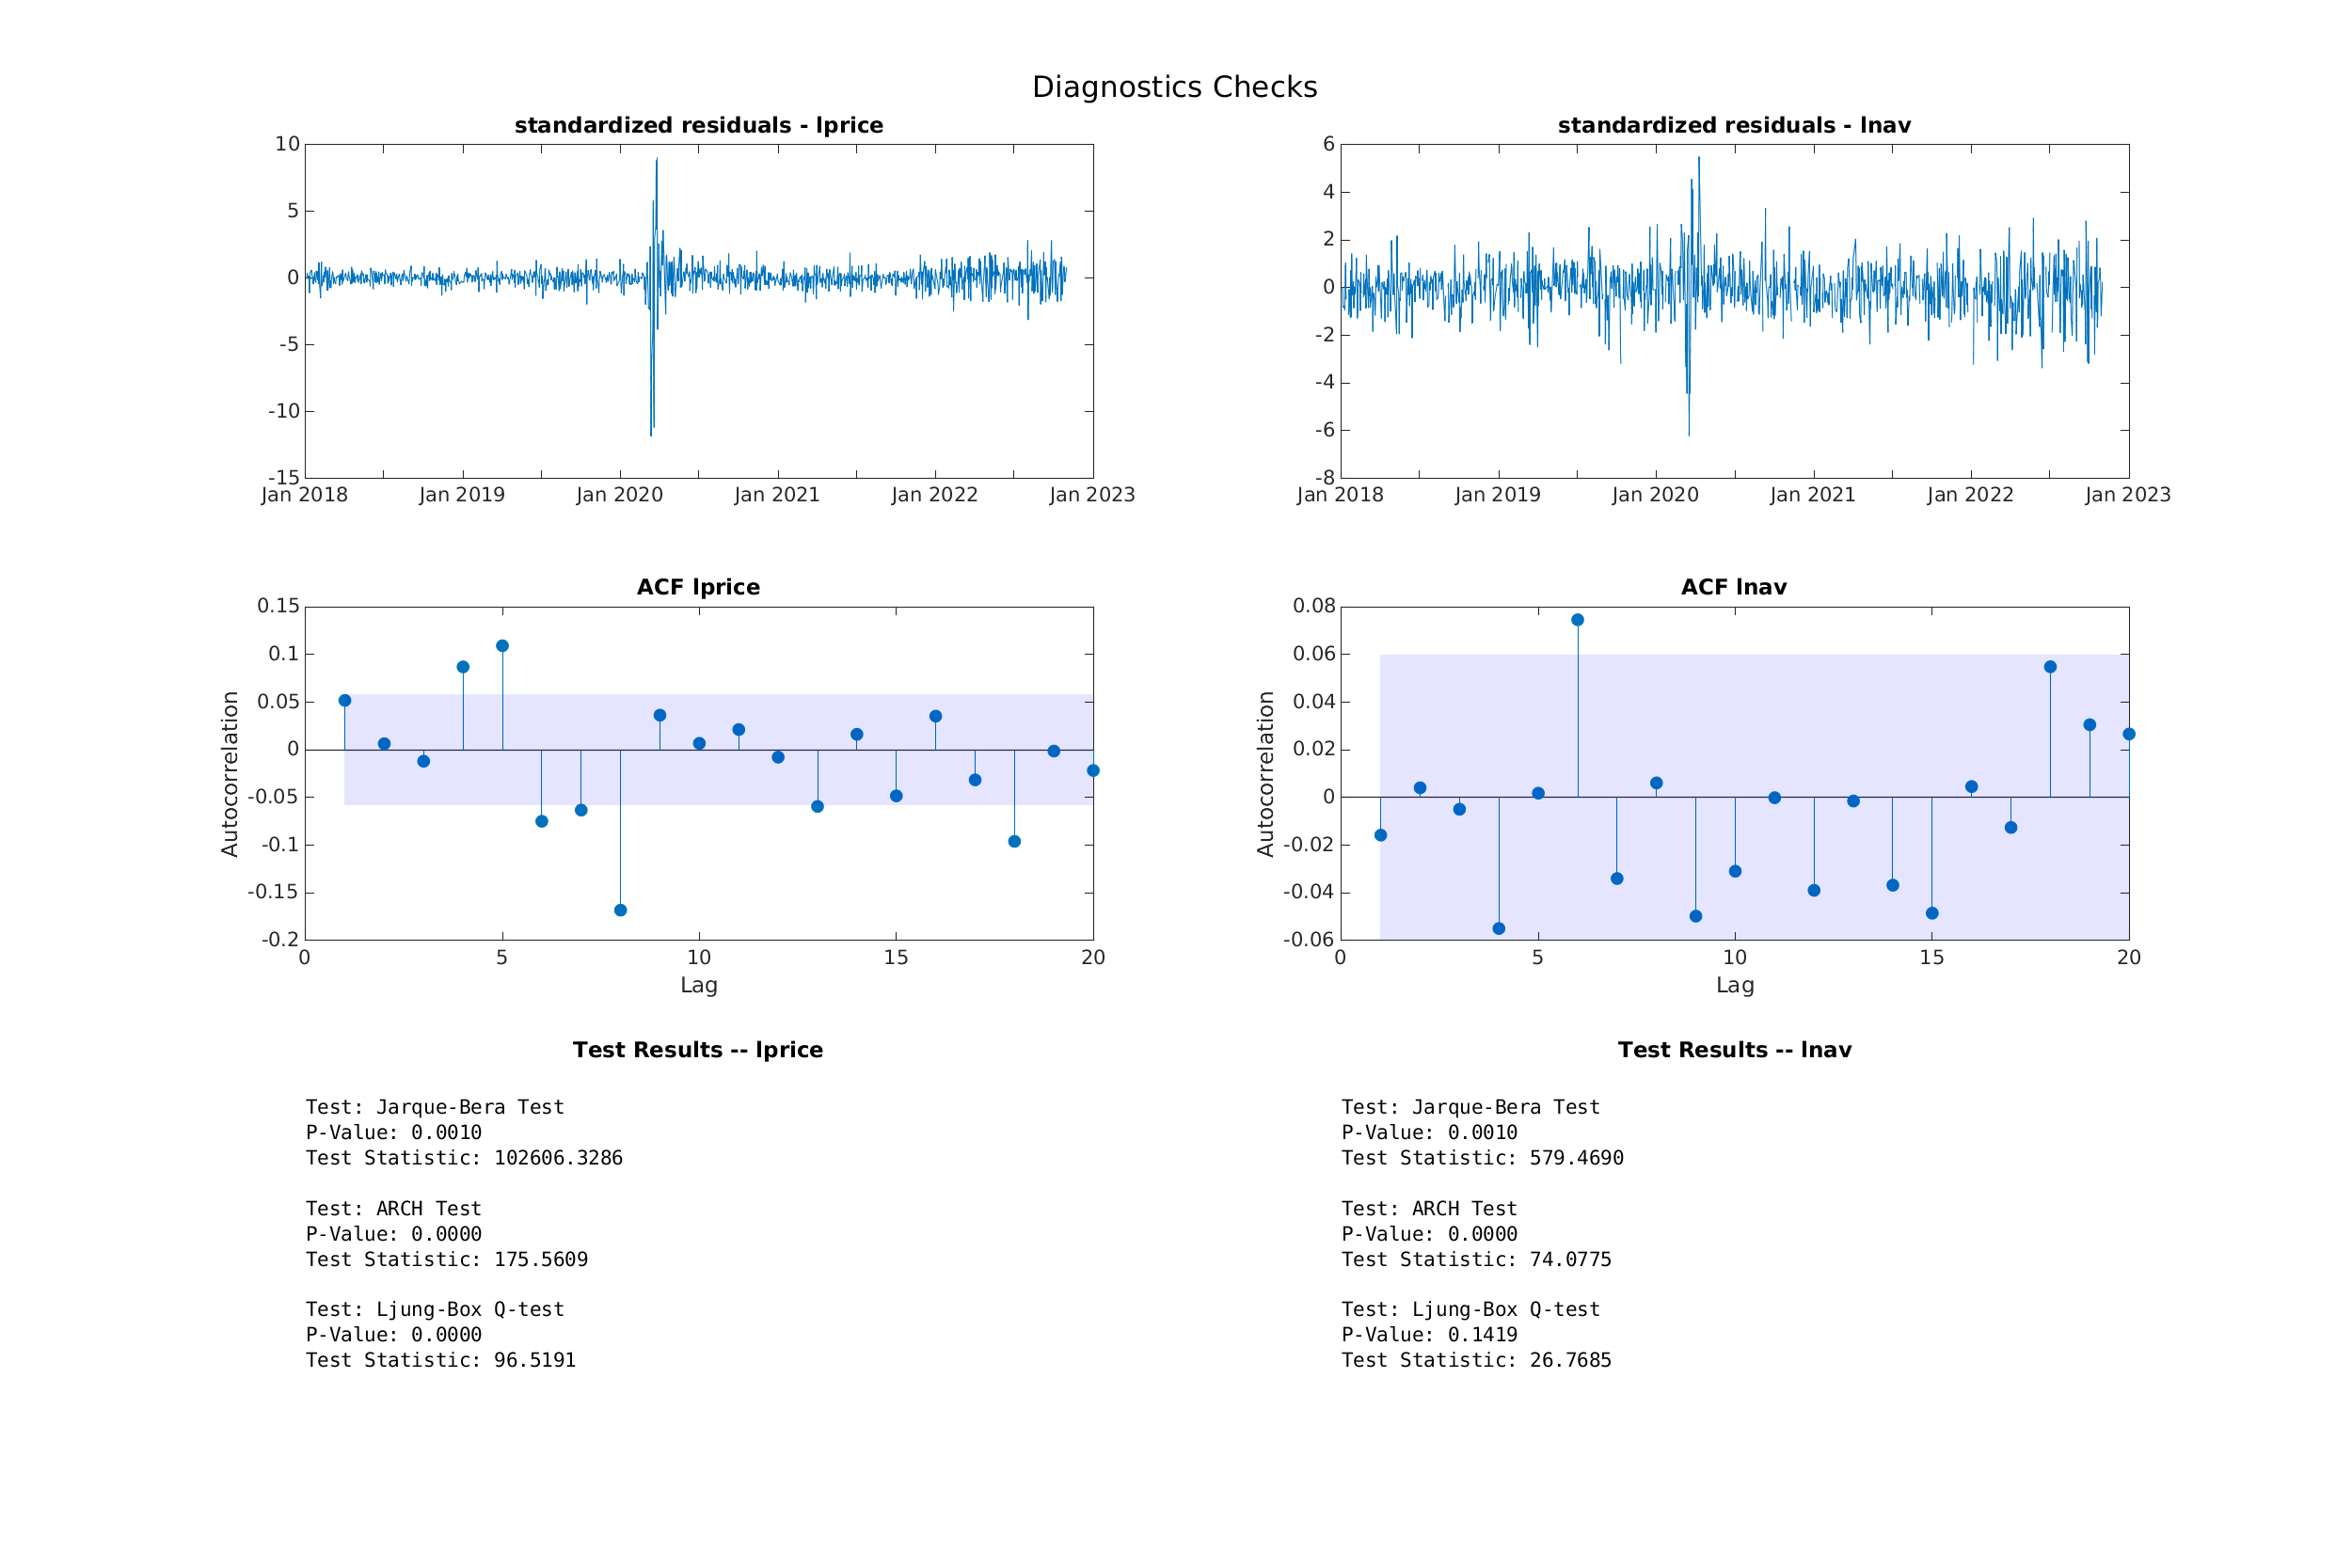 Diagnostics Checks
standardized residuals - lprice
10
5
0
-5
-10
-15
Jan 2018 Jan 2019 Jan 2020 Jan 2021 Jan 2022 Jan 2023
standardized residuals - lnav
6
4
2
0
-2
-4
-6
-8
Jan 2018 Jan 2019 Jan 2020 Jan 2021 Jan 2022 Jan 2023
ACF lprice
Autocorrelation
0.15
0.1
0.05
0
-0.05
-0.1
-0.15
-0.2
0 5 10 15 20
Lag
ACF lnav
Autocorrelation
0.08
0.06
0.04
0.02
0
-0.02
-0.04
-0.06
0 5 10 15 20
Lag
Test Results -- lprice
Test: Jarque-Bera Test
P-Value: 0.0010
Test Statistic: 102606.3286
Test: ARCH Test
P-Value: 0.0000
Test Statistic: 175.5609
Test: Ljung-Box Q-test
P-Value: 0.0000
Test Statistic: 96.5191
Test Results -- lnav
Test: Jarque-Bera Test
P-Value: 0.0010
Test Statistic: 579.4690
Test: ARCH Test
P-Value: 0.0000
Test Statistic: 74.0775
Test: Ljung-Box Q-test
P-Value: 0.1419
Test Statistic: 26.7685